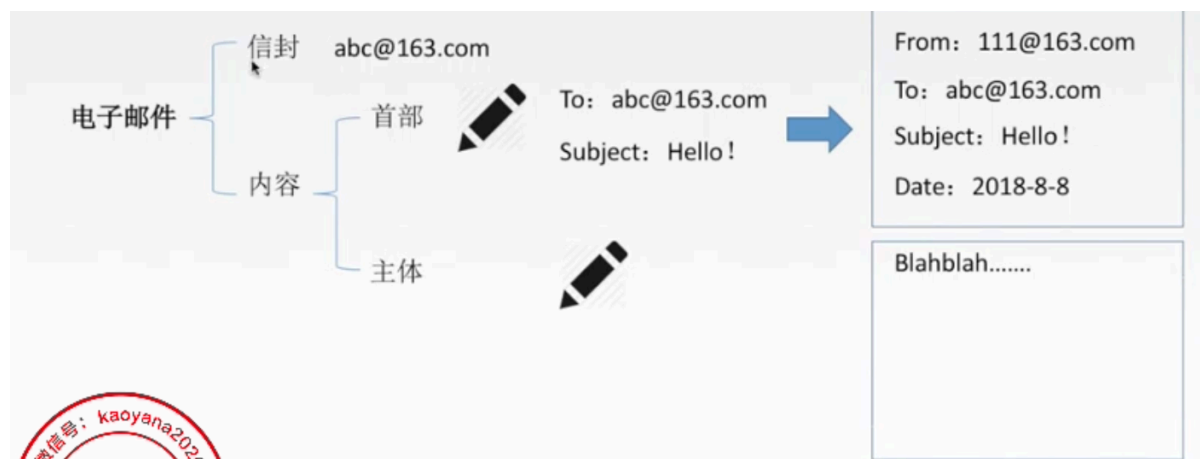 信封 abc@163.com
电子邮件
首部
To：abc@163.com
Subject：Hello！
内容
主体
From：111@163.com
To：abc@163.com
Subject：Hello！
Date：2018-8-8
Blahblah.......
微信号：kaoyana202